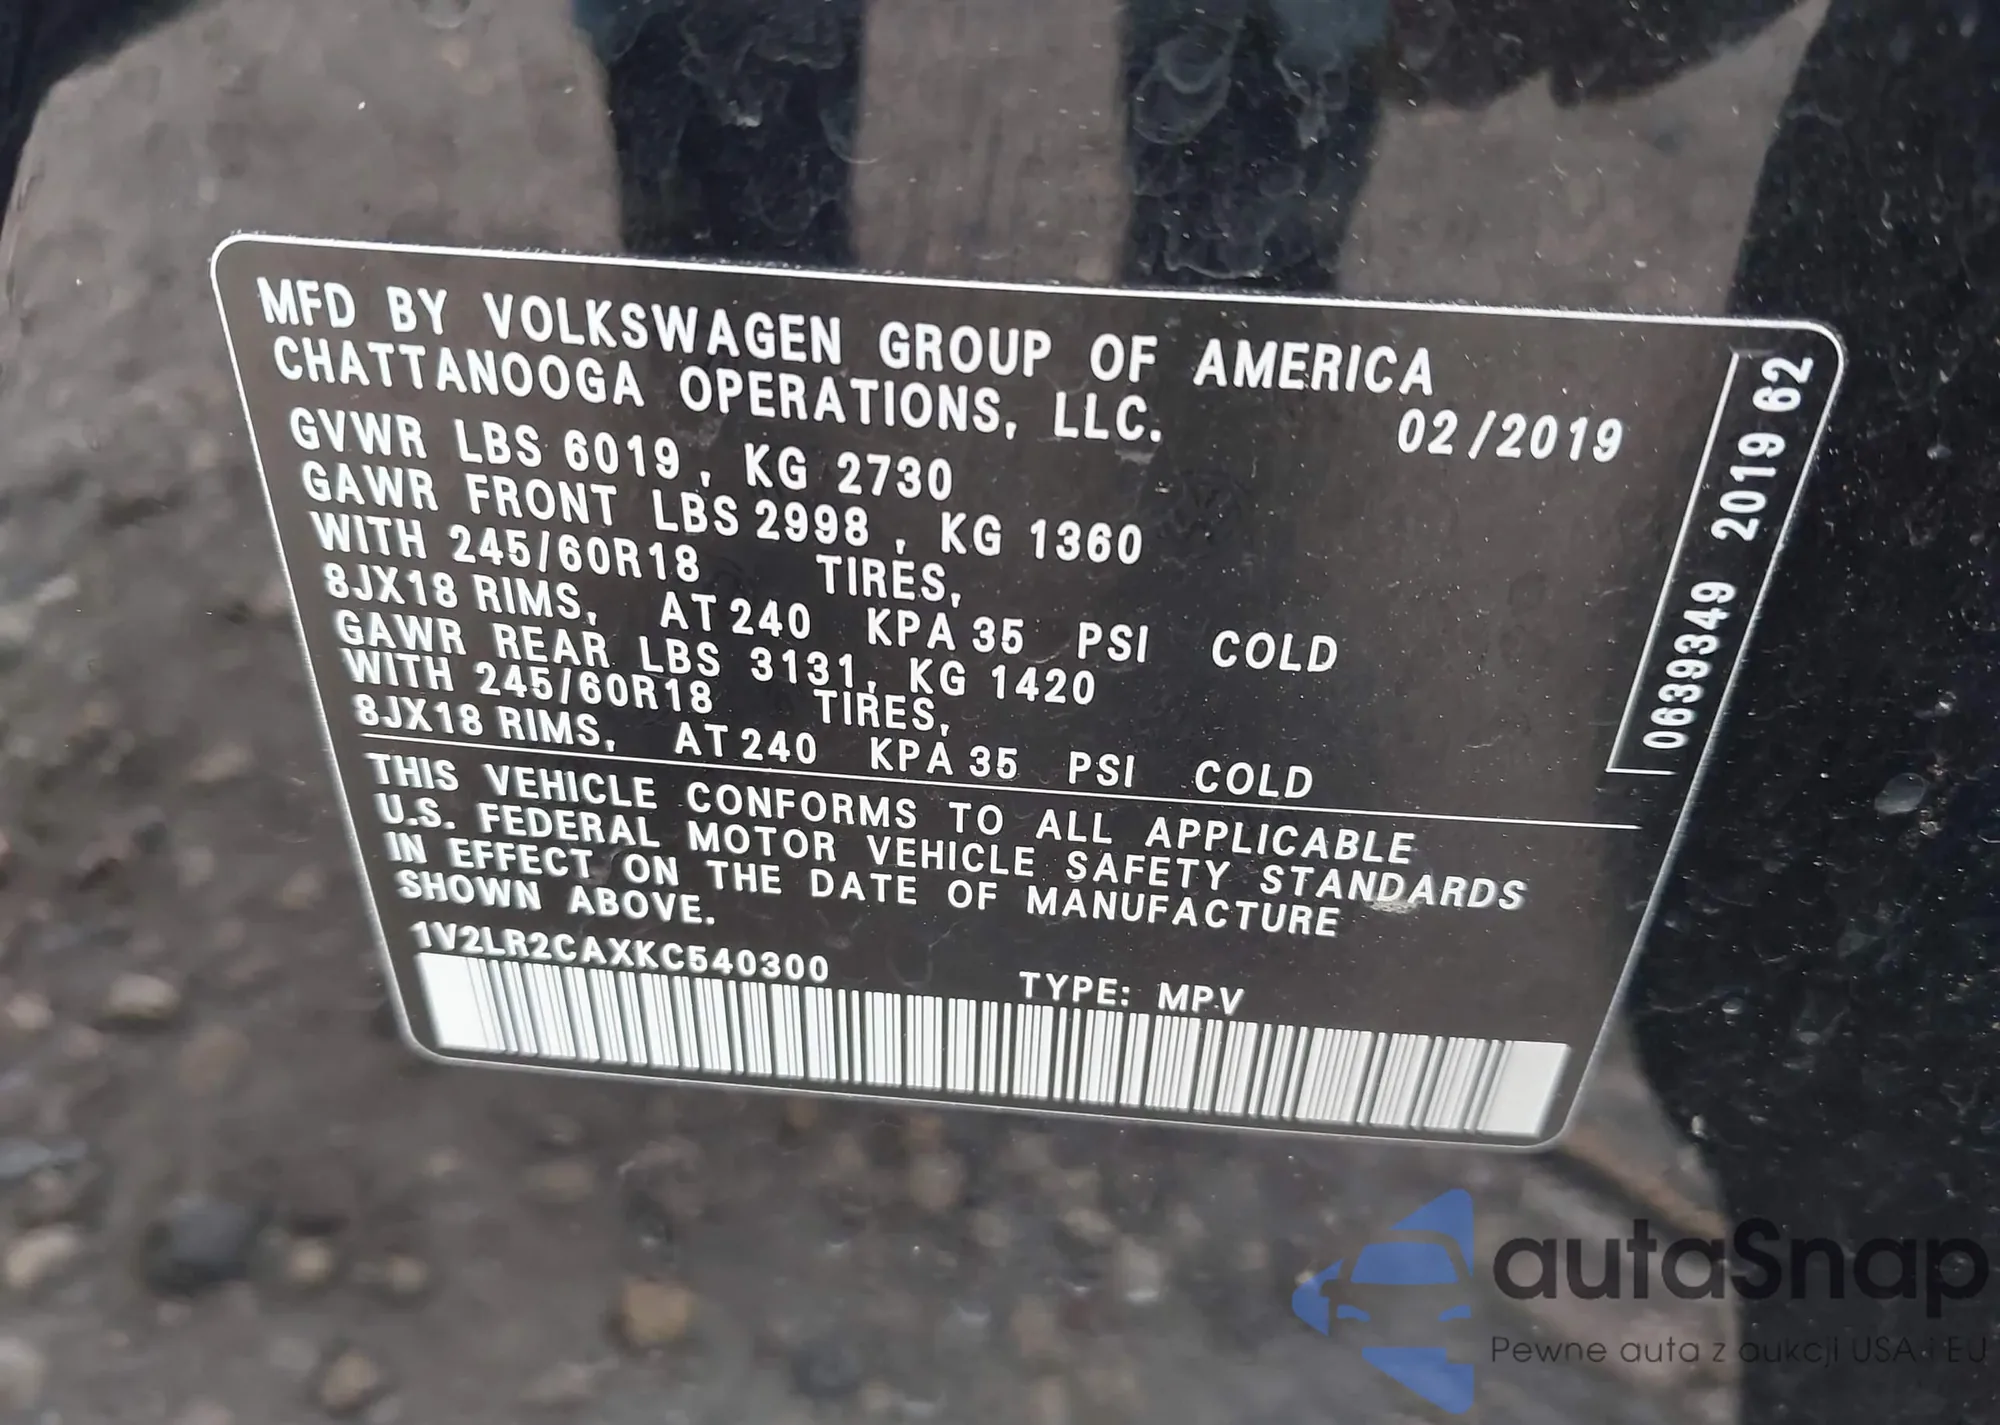 MFD BY VOLKSWAGEN GROUP OF AMERICA
CHATTANOOGA OPERATIONS, LLC.
02/2019
GVWR LBS 6019, KG 2730
GAWR FRONT LBS 2998, KG 1360
WITH 245/60R18 TIRES,
8JX18 RIMS, AT 240 KPA 35 PSI COLD
GAWR REAR LBS 3131, KG 1420
WITH 245/60R18 TIRES,
8JX18 RIMS, AT 240 KPA 35 PSI COLD
THIS VEHICLE CONFORMS TO ALL APPLICABLE
U.S. FEDERAL MOTOR VEHICLE SAFETY STANDARDS
IN EFFECT ON THE DATE OF MANUFACTURE
SHOWN ABOVE.
1V2LR2CAXKC540300 TYPE: MPV
0639349 2019 62
autaSnap
Pewne auta z aukcji USA i EU